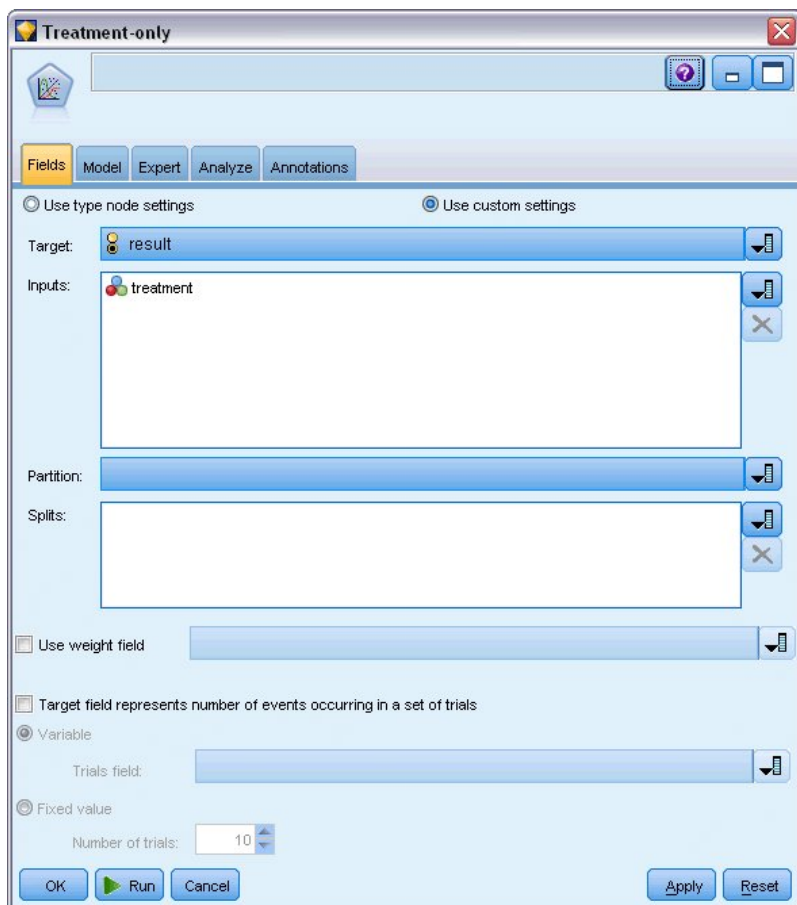 Treatment-only
Fields Model Expert Analyze Annotations
Use type node settings Use custom settings
Target: result
Inputs: treatment
Partition:
Splits:
Use weight field
Target field represents number of events occurring in a set of trials
Variable
Trials field:
Fixed value
Number of trials: 10
OK Run Cancel Apply Reset